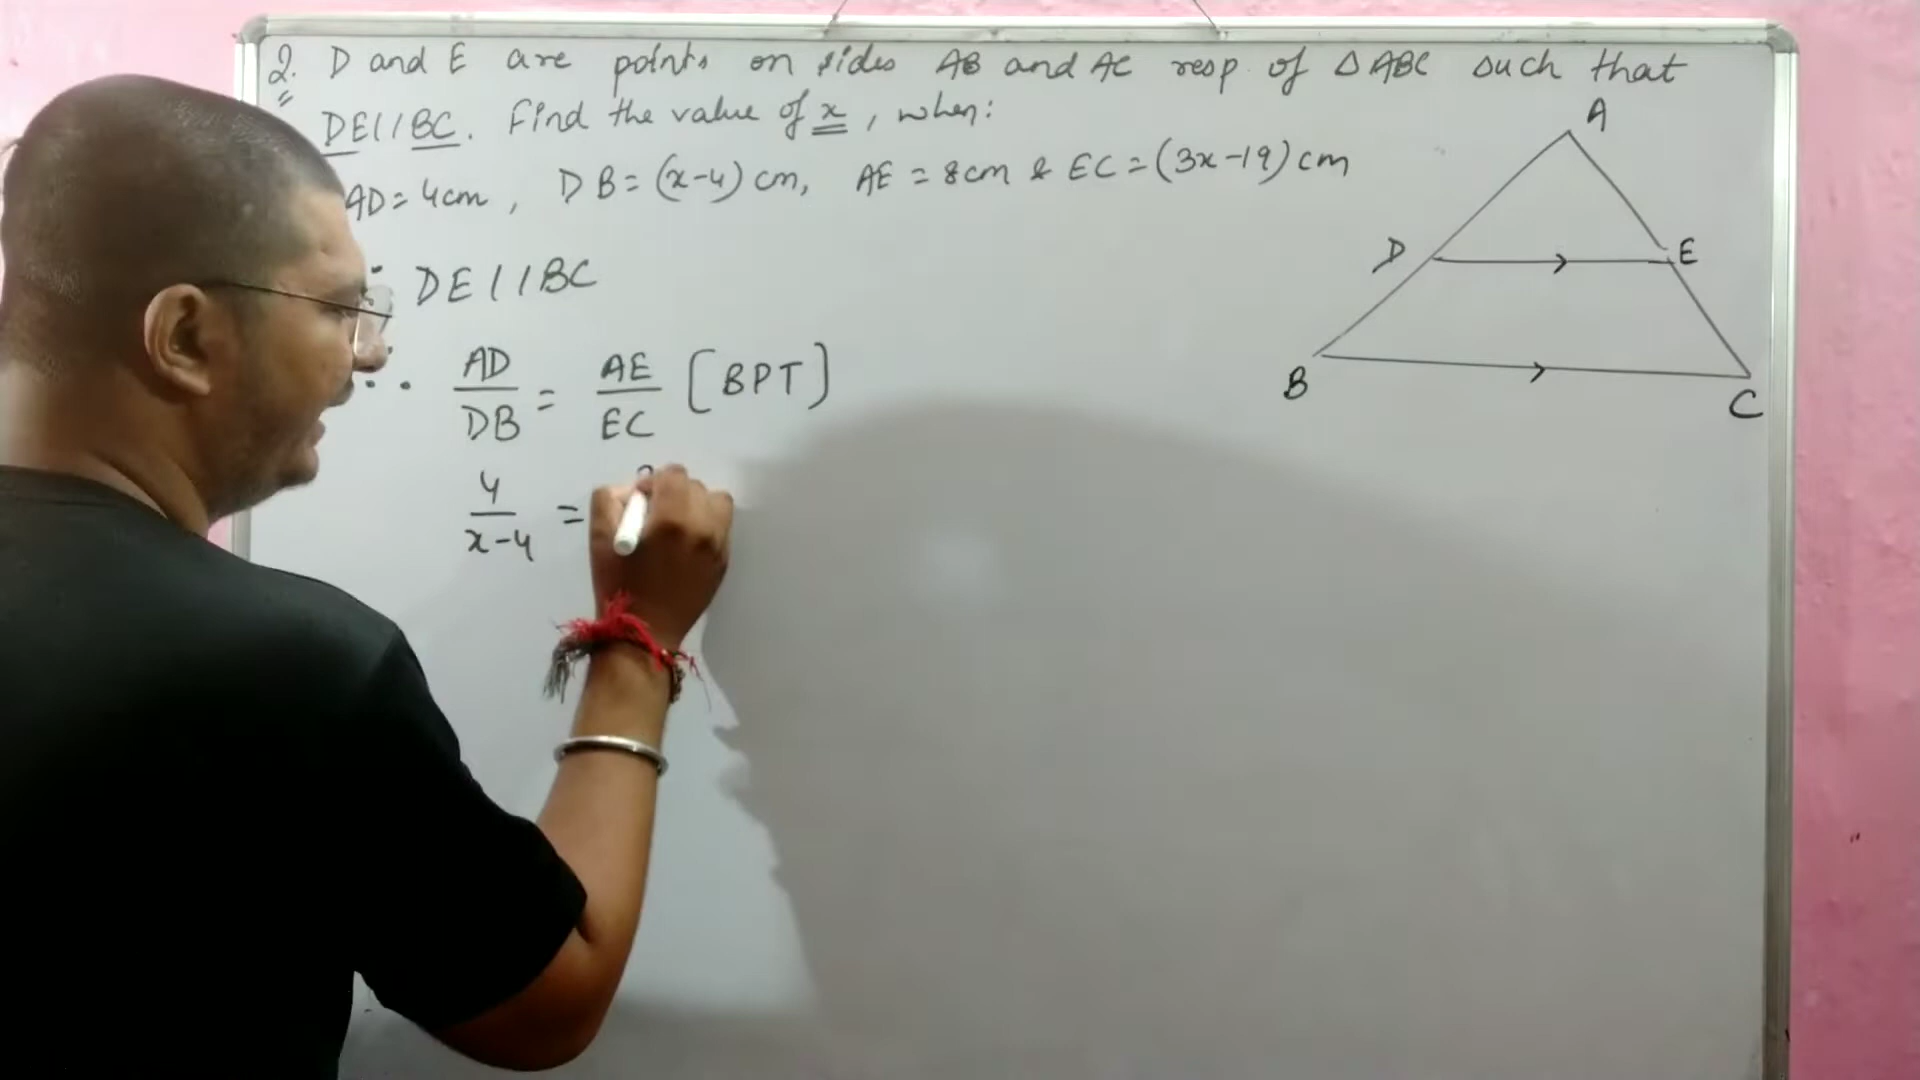 2. D and E are points on sides AB and AC resp. of ΔABC such that
DE||BC. Find the value of x, when:
AD = 4cm, DB = (x-4) cm, AE = 8cm & EC = (3x-19) cm
A
D
E
B
C
DE||BC
∴ AD/DB = AE/EC [BPT]
4/x-4 =